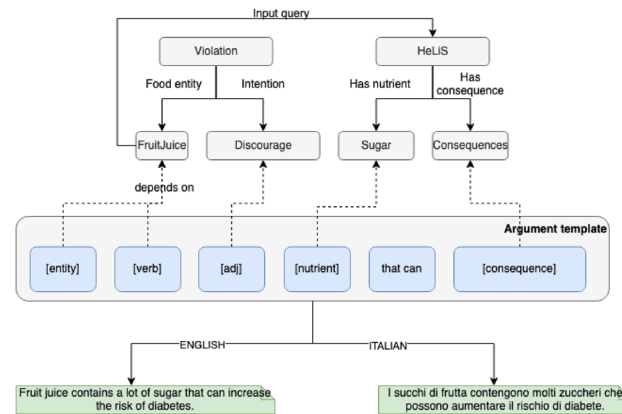 Input query
Violation
HeLiS
Food entity
Intention
Has nutrient
Has
consequence
FruitJuice
Discourage
Sugar
Consequences
depends on
Argument template
[entity]
[verb]
[adj]
[nutrient]
that can
[consequence]
ENGLISH
ITALIAN
Fruit juice contains a lot of sugar that can increase
the risk of diabetes.
I succhi di frutta contengono molti zuccheri che
possono aumentare il rischio di diabete.